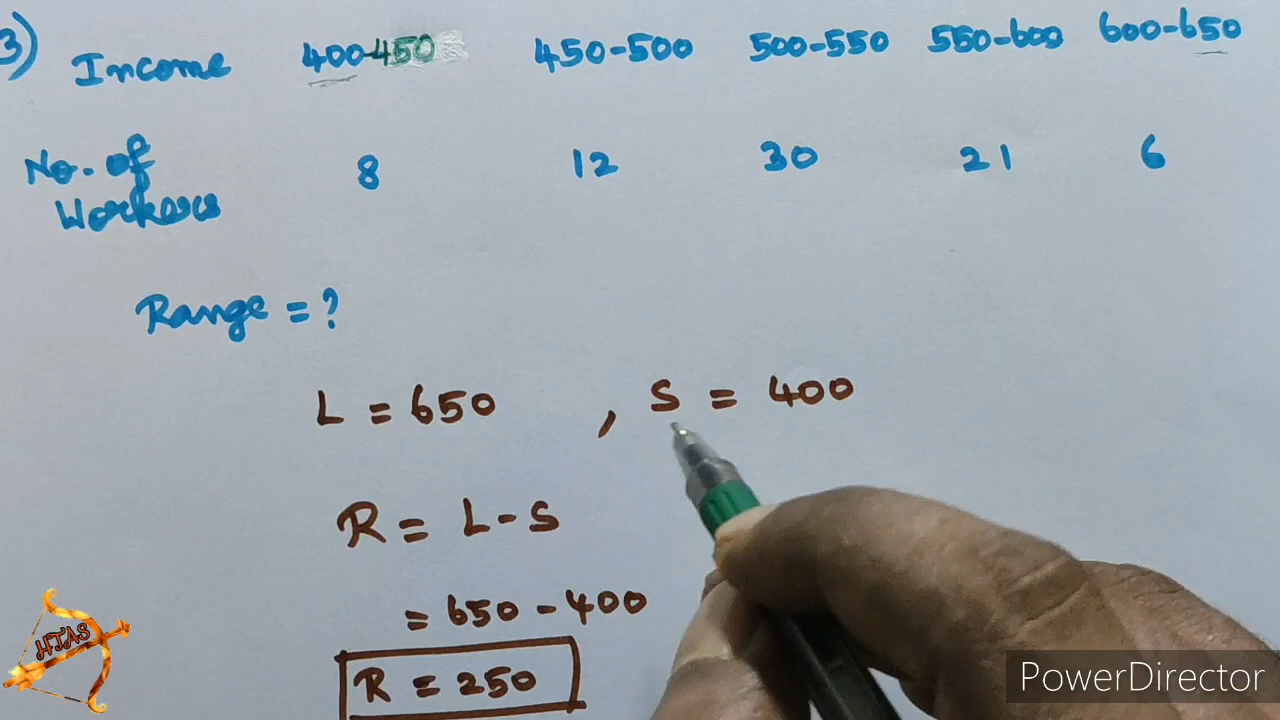 3) Income 400-450 450-500 500-550 550-600 600-650
No. of Workers 8 12 30 21 6
Range = ?
L = 650 , S = 400
R = L - S
= 650 - 400
R = 250
HTAS
PowerDirector